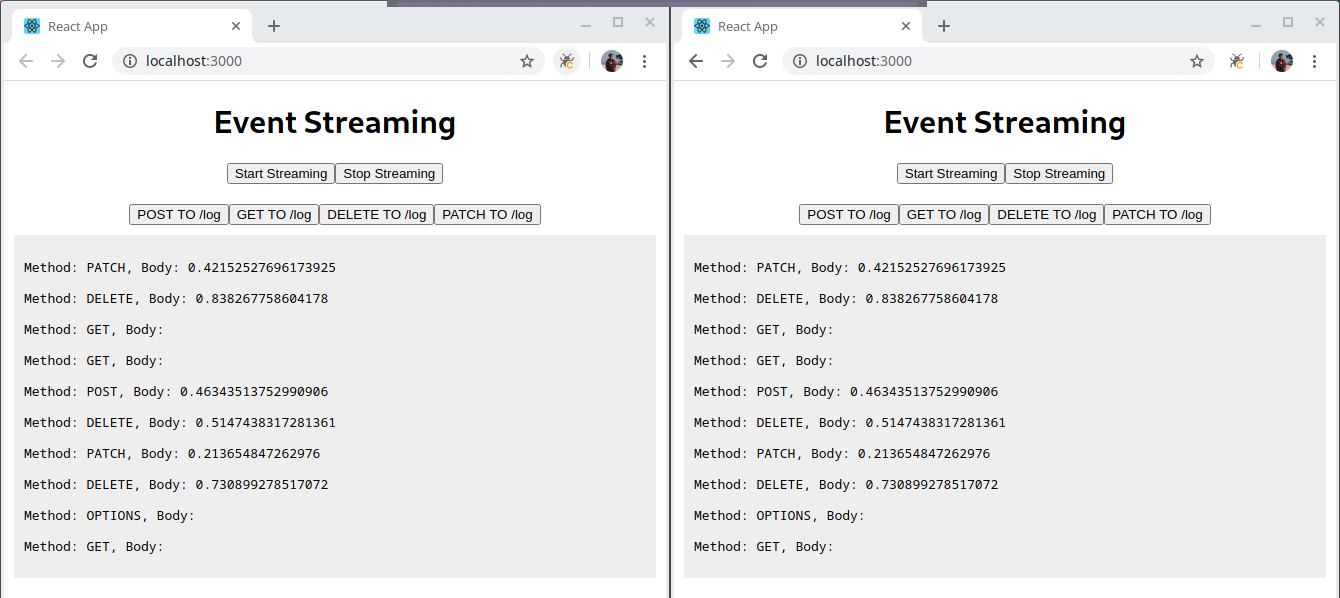 React App
localhost:3000
Event Streaming
Start Streaming Stop Streaming
POST TO /log GET TO /log DELETE TO /log PATCH TO /log
Method: PATCH, Body: 0.42152527696173925
Method: DELETE, Body: 0.838267758604178
Method: GET, Body:
Method: GET, Body:
Method: POST, Body: 0.46343513752990906
Method: DELETE, Body: 0.5147438317281361
Method: PATCH, Body: 0.213654847262976
Method: DELETE, Body: 0.730899278517072
Method: OPTIONS, Body:
Method: GET, Body:
React App
localhost:3000
Event Streaming
Start Streaming Stop Streaming
POST TO /log GET TO /log DELETE TO /log PATCH TO /log
Method: PATCH, Body: 0.42152527696173925
Method: DELETE, Body: 0.838267758604178
Method: GET, Body:
Method: GET, Body:
Method: POST, Body: 0.46343513752990906
Method: DELETE, Body: 0.5147438317281361
Method: PATCH, Body: 0.213654847262976
Method: DELETE, Body: 0.730899278517072
Method: OPTIONS, Body:
Method: GET, Body: